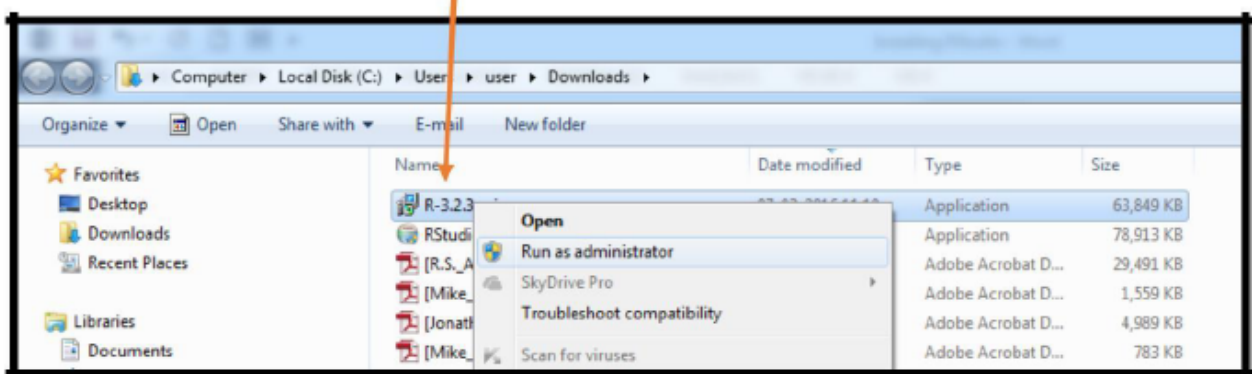 Computer ▸ Local Disk (C:) ▸ User ▸ user ▸ Downloads ▸
Organize ▾ Open Share with ▾ E-mail New folder
Favorites
Desktop
Downloads
Recent Places
Libraries
Documents
Name Date modified Type Size
R-3.2.3 Application 63,849 KB
RStudi Application 78,913 KB
[R.S._A Adobe Acrobat D... 29,491 KB
[Mike_ Adobe Acrobat D... 1,559 KB
[Jonath Adobe Acrobat D... 4,989 KB
[Mike_ Adobe Acrobat D... 783 KB
Open
Run as administrator
SkyDrive Pro
Troubleshoot compatibility
Scan for viruses